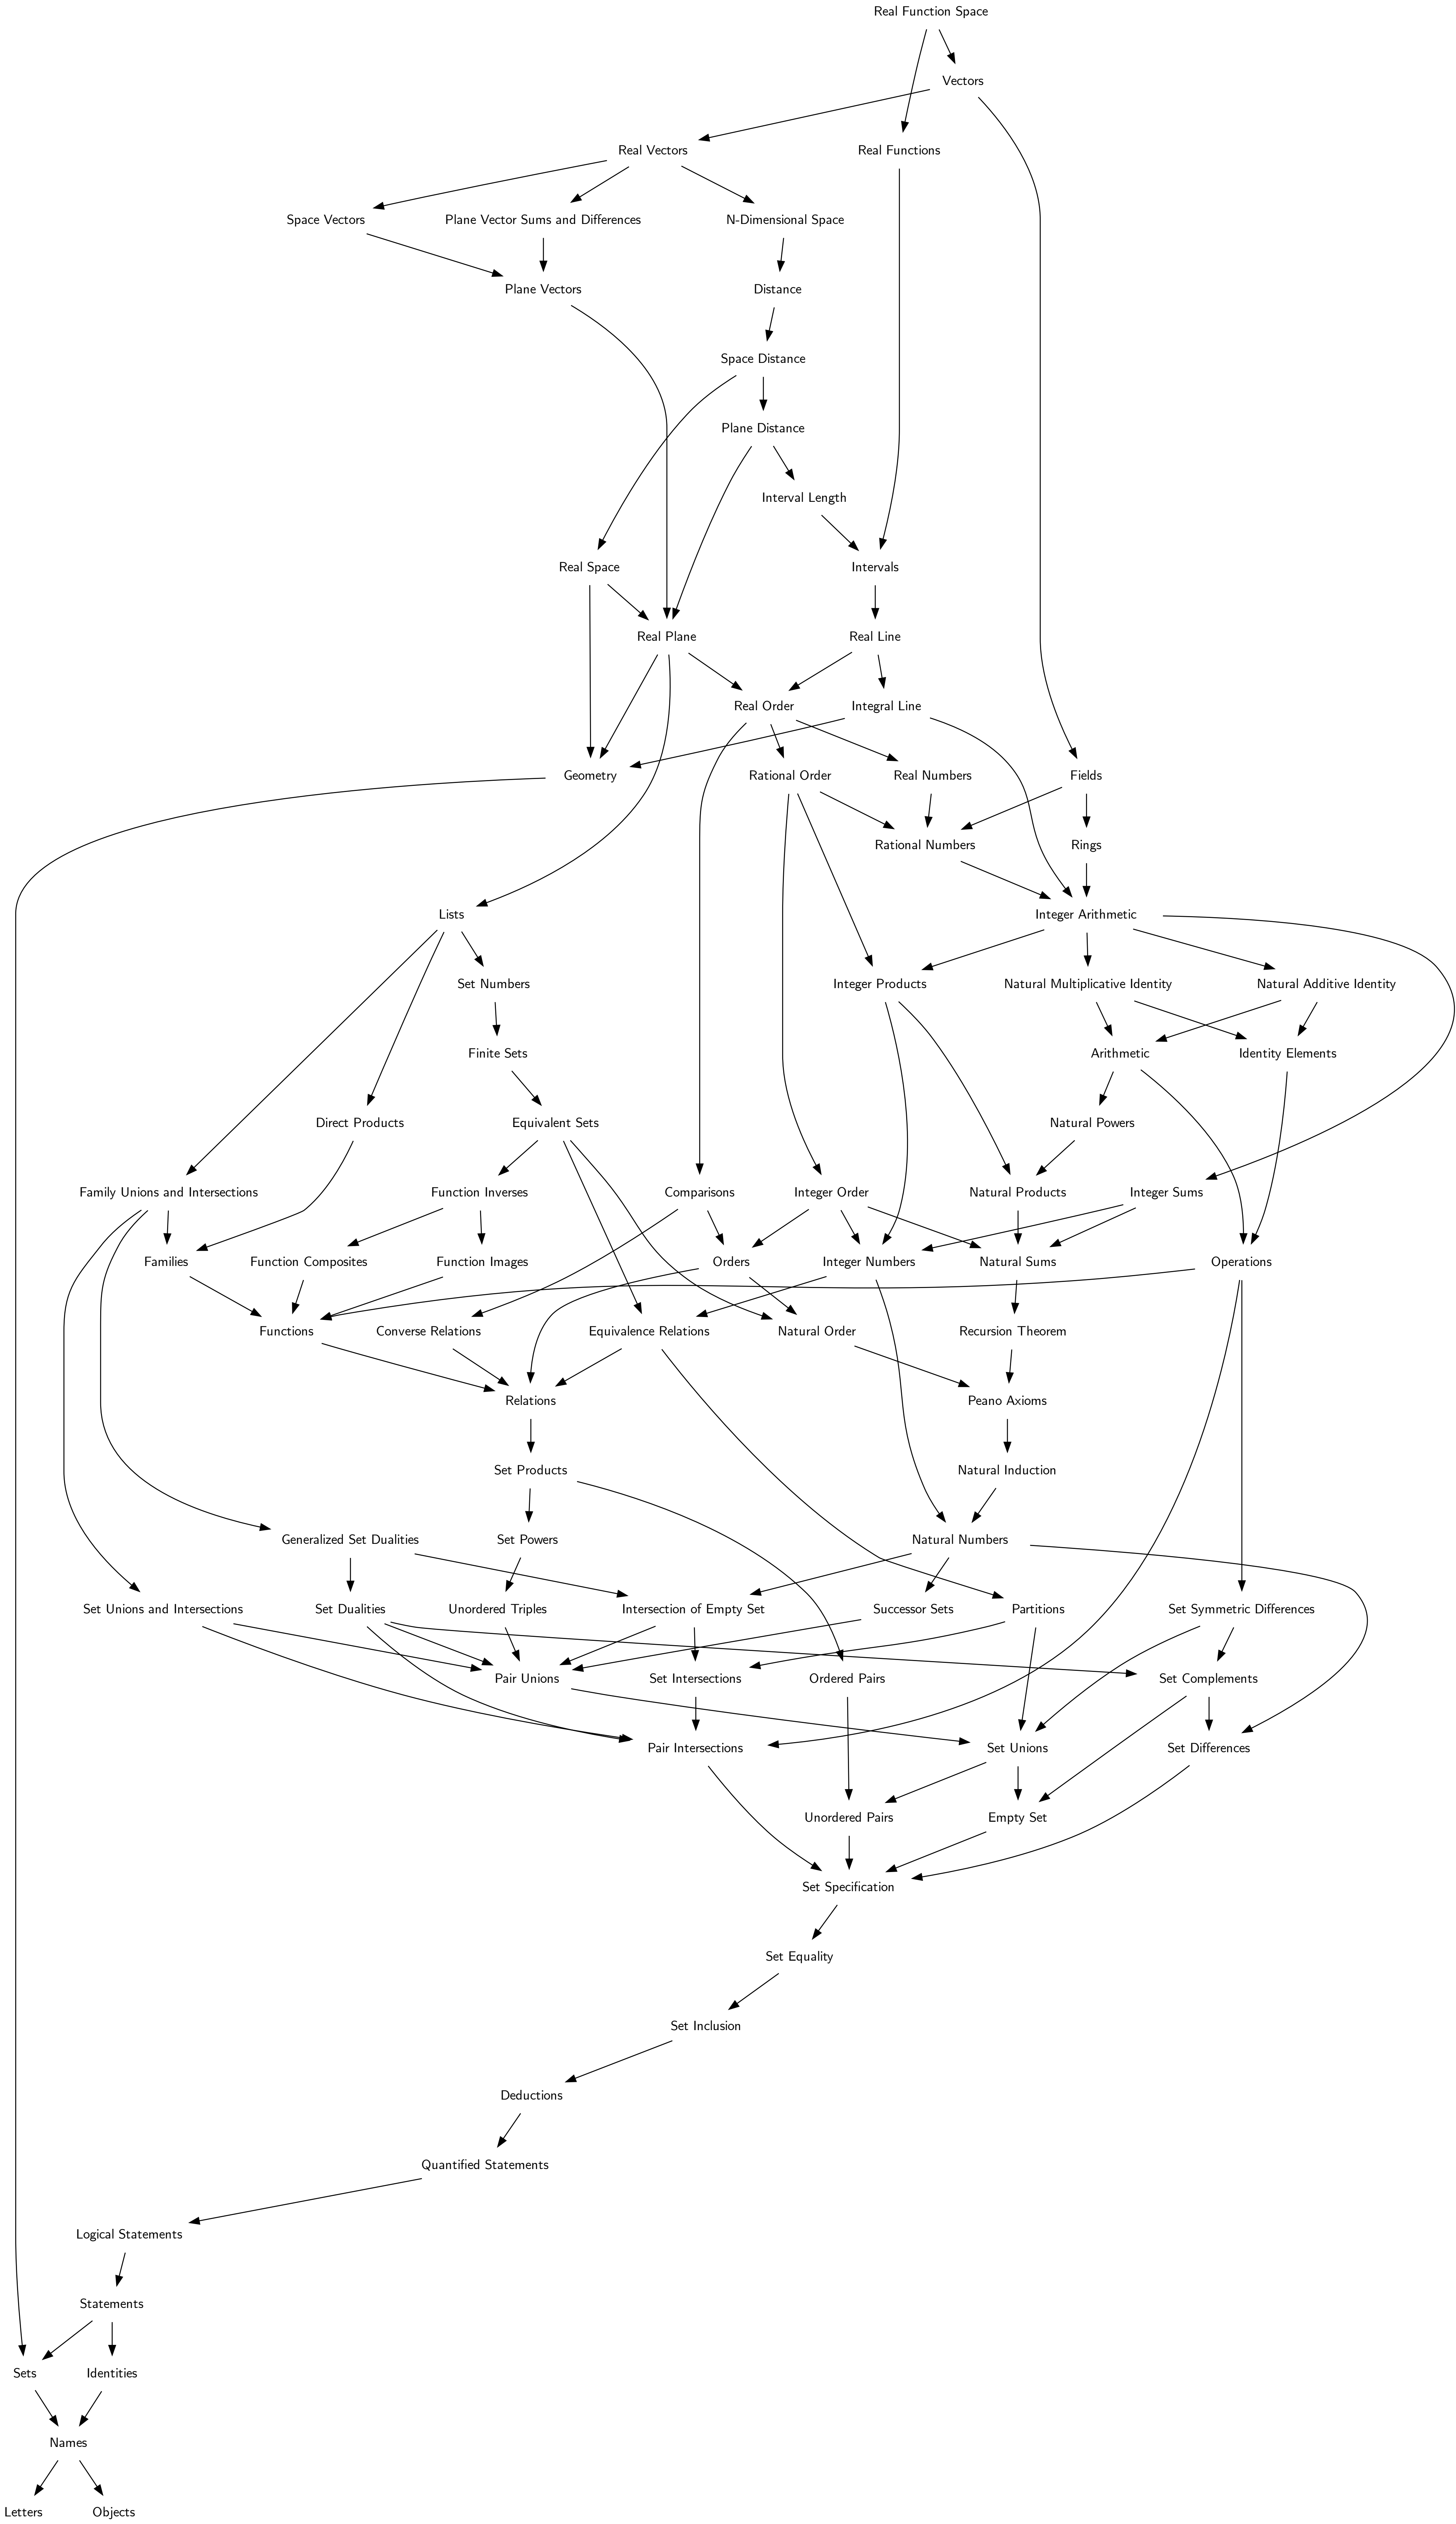 Real Function Space
Vectors
Real Vectors
Real Functions
Space Vectors
Plane Vector Sums and Differences
N-Dimensional Space
Plane Vectors
Distance
Space Distance
Plane Distance
Interval Length
Real Space
Intervals
Real Plane
Real Line
Real Order
Integral Line
Geometry
Rational Order
Real Numbers
Fields
Rational Numbers
Rings
Lists
Integer Arithmetic
Set Numbers
Integer Products
Natural Multiplicative Identity
Natural Additive Identity
Finite Sets
Arithmetic
Identity Elements
Direct Products
Equivalent Sets
Natural Powers
Family Unions and Intersections
Function Inverses
Comparisons
Integer Order
Natural Products
Integer Sums
Families
Function Composites
Function Images
Orders
Integer Numbers
Natural Sums
Operations
Functions
Converse Relations
Equivalence Relations
Natural Order
Recursion Theorem
Relations
Peano Axioms
Set Products
Natural Induction
Generalized Set Dualities
Set Powers
Natural Numbers
Set Unions and Intersections
Set Dualities
Unordered Triples
Intersection of Empty Set
Successor Sets
Partitions
Set Symmetric Differences
Pair Unions
Set Intersections
Ordered Pairs
Set Complements
Pair Intersections
Set Unions
Set Differences
Unordered Pairs
Empty Set
Set Specification
Set Equality
Set Inclusion
Deductions
Quantified Statements
Logical Statements
Statements
Sets
Identities
Names
Letters
Objects